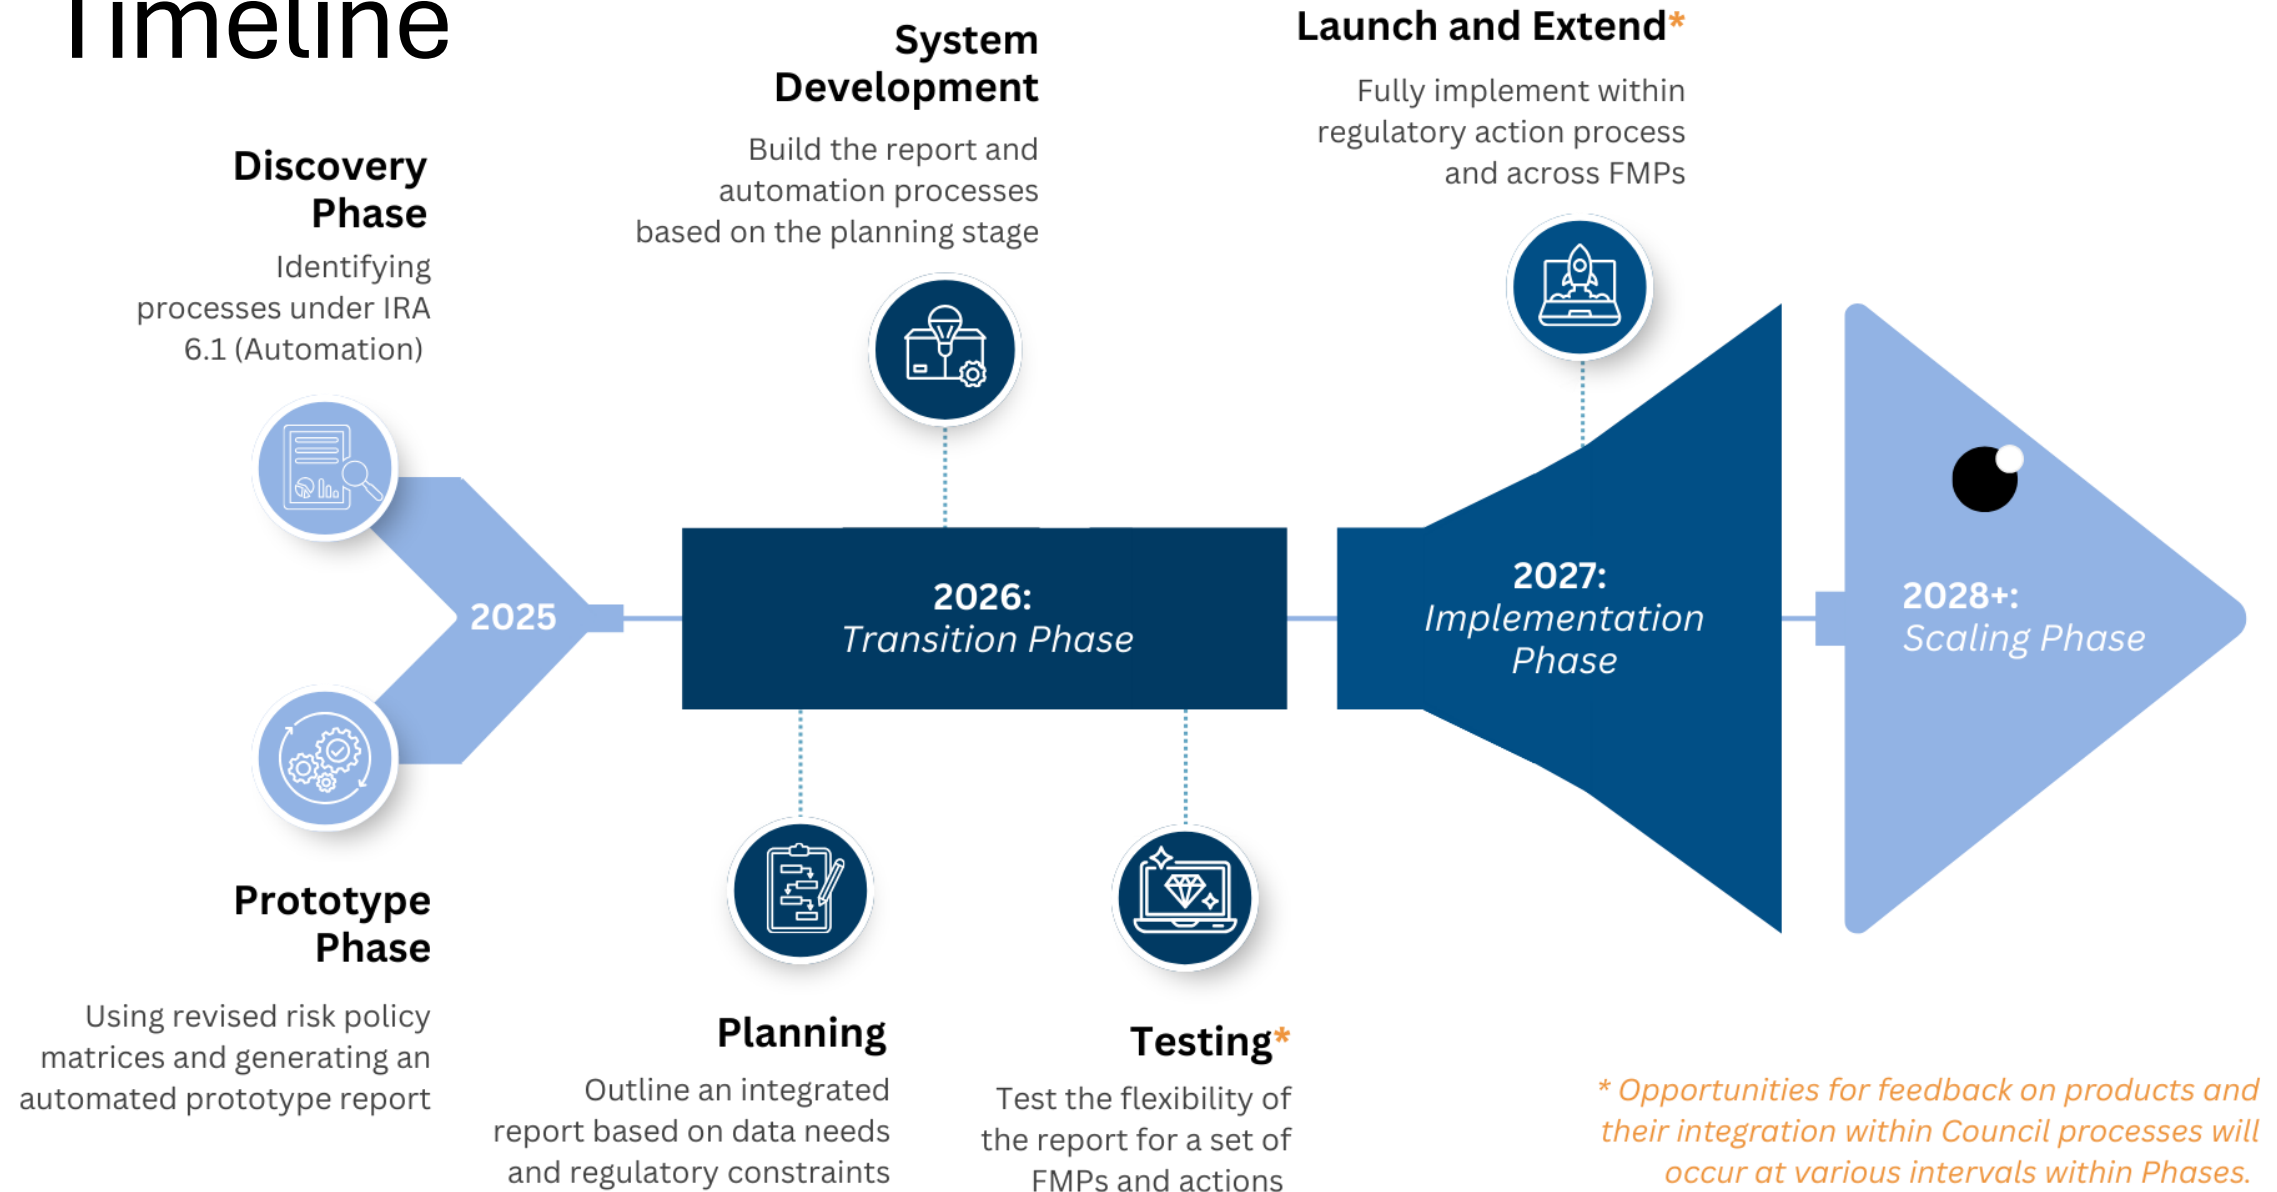 Timeline
Discovery
Phase
Identifying
processes under IRA
6.1 (Automation)
System
Development
Build the report and
automation processes
based on the planning stage
Launch and Extend*
Fully implement within
regulatory action process
and across FMPs
2025
2026:
Transition Phase
2027:
Implementation
Phase
2028+:
Scaling Phase
Prototype
Phase
Using revised risk policy
matrices and generating an
automated prototype report
Planning
Outline an integrated
report based on data needs
and regulatory constraints
Testing*
Test the flexibility of
the report for a set of
FMPs and actions
* Opportunities for feedback on products and
their integration within Council processes will
occur at various intervals within Phases.